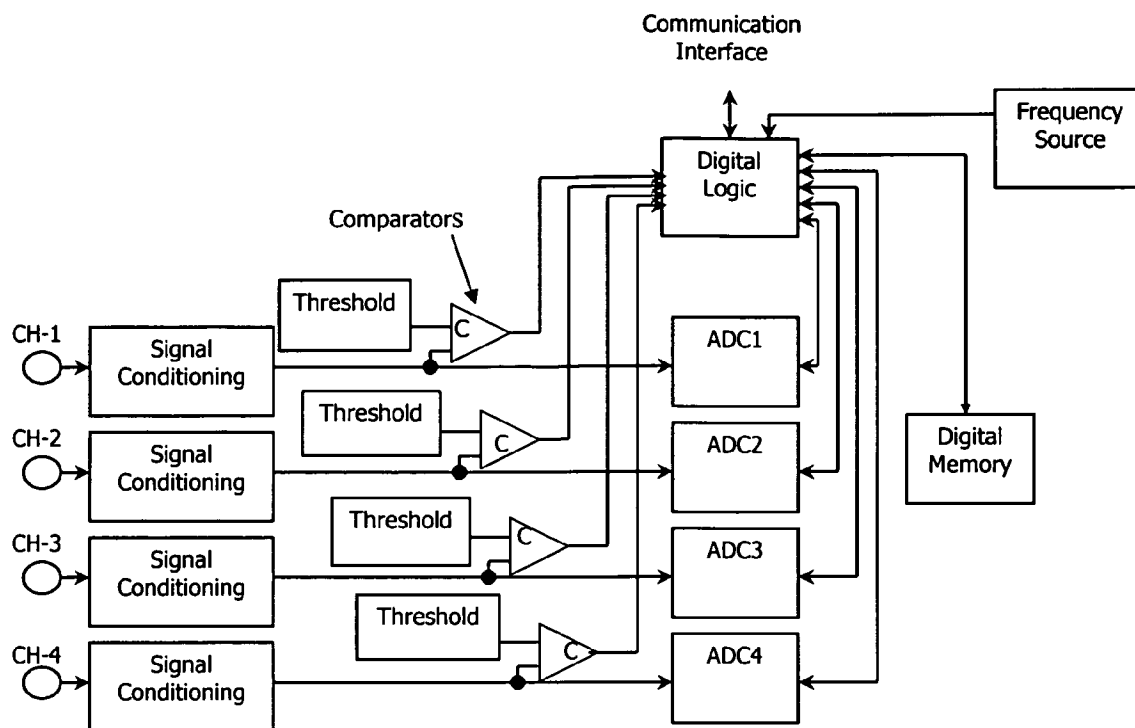 Communication
Interface
Frequency
Source
Digital
Logic
Comparators
Threshold
C
CH-1
Signal
Conditioning
ADC1
Threshold
C
CH-2
Signal
Conditioning
ADC2
Digital
Memory
Threshold
C
CH-3
Signal
Conditioning
ADC3
Threshold
C
CH-4
Signal
Conditioning
ADC4